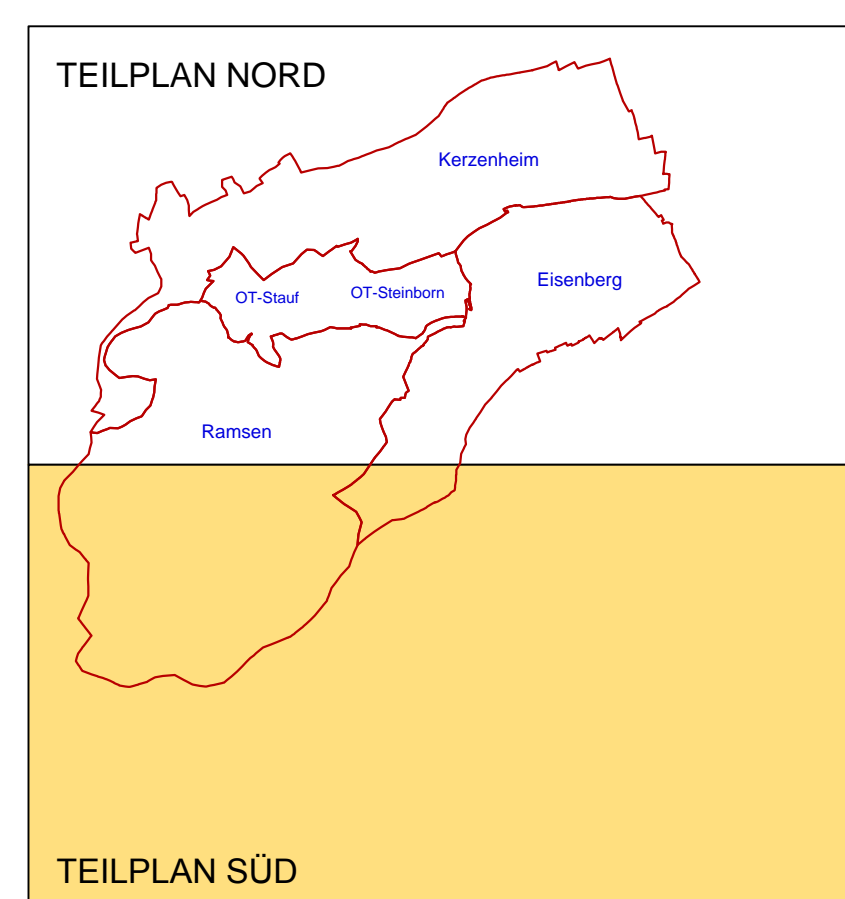 TEILPLAN NORD
Kerzenheim
Eisenberg
OT-Steinborn
OT-Stauf
Ramsen
TEILPLAN SÜD